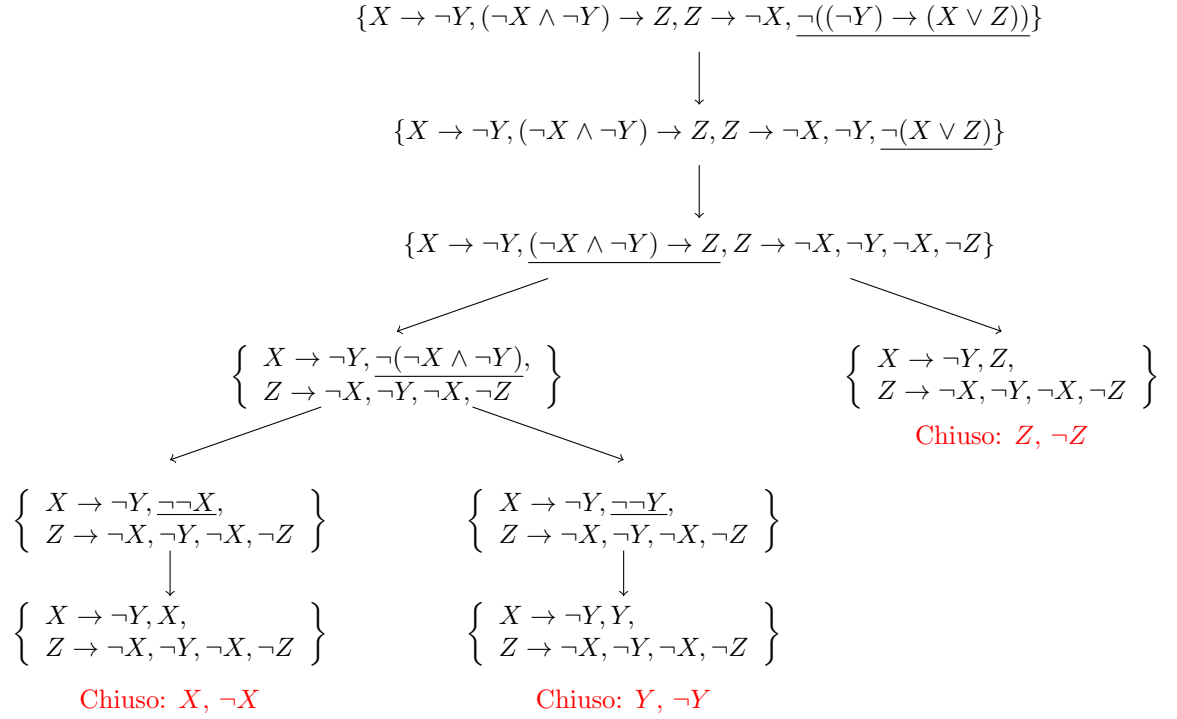 {X → ¬Y, (¬X ∧ ¬Y) → Z, Z → ¬X, ¬((¬Y) → (X ∨ Z))}
{X → ¬Y, (¬X ∧ ¬Y) → Z, Z → ¬X, ¬Y, ¬(X ∨ Z)}
{X → ¬Y, (¬X ∧ ¬Y) → Z, Z → ¬X, ¬Y, ¬X, ¬Z}
{ X → ¬Y, ¬(¬X ∧ ¬Y),
Z → ¬X, ¬Y, ¬X, ¬Z }
{ X → ¬Y, Z,
Z → ¬X, ¬Y, ¬X, ¬Z }
Chiuso: Z, ¬Z
{ X → ¬Y, ¬¬X,
Z → ¬X, ¬Y, ¬X, ¬Z }
{ X → ¬Y, ¬¬Y,
Z → ¬X, ¬Y, ¬X, ¬Z }
{ X → ¬Y, X,
Z → ¬X, ¬Y, ¬X, ¬Z }
{ X → ¬Y, Y,
Z → ¬X, ¬Y, ¬X, ¬Z }
Chiuso: X, ¬X
Chiuso: Y, ¬Y